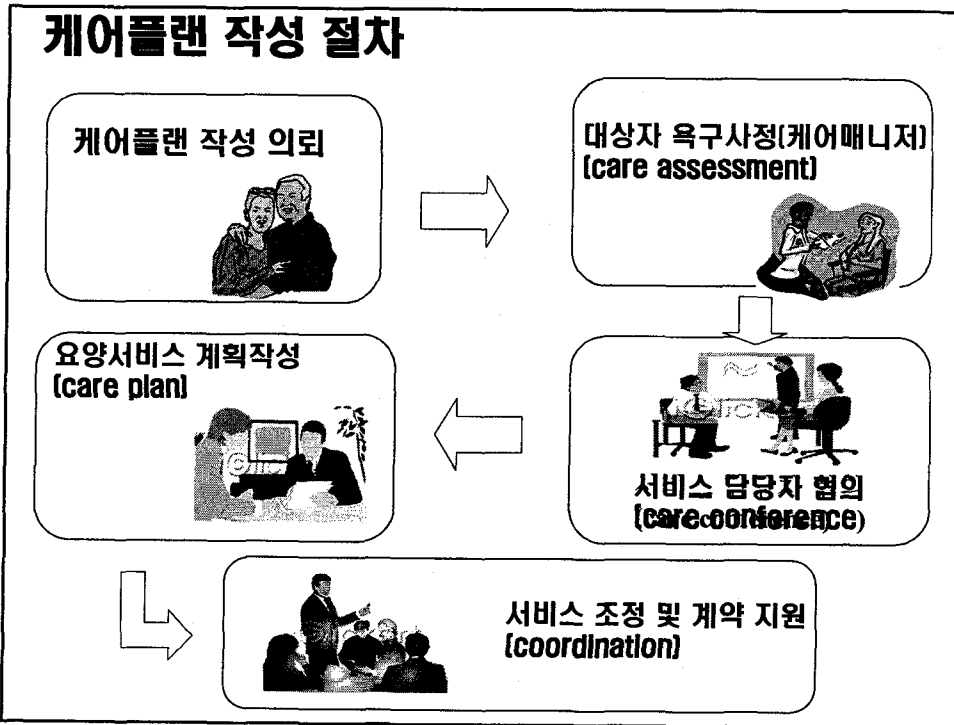 케어플랜 작성 절차
케어플랜 작성 의뢰
대상자 욕구사정(케어매니저)
(care assessment)
서비스 담당자 협의
(care conference)
요양서비스 계획작성
(care plan)
서비스 조정 및 계약 지원
(coordination)